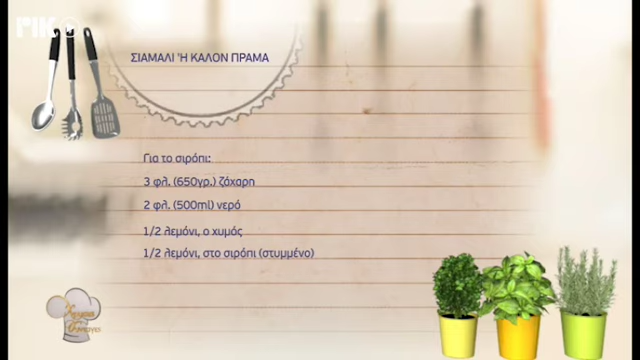 ΡΙΚ
ΣΙΑΜΑΛΙ 'Η ΚΑΛΟΝ ΠΡΑΜΑ
Για το σιρόπι:
3 φλ. (650γρ.) ζάχαρη
2 φλ. (500ml) νερό
1/2 λεμόνι, ο χυμός
1/2 λεμόνι, στο σιρόπι (στυμμένο)